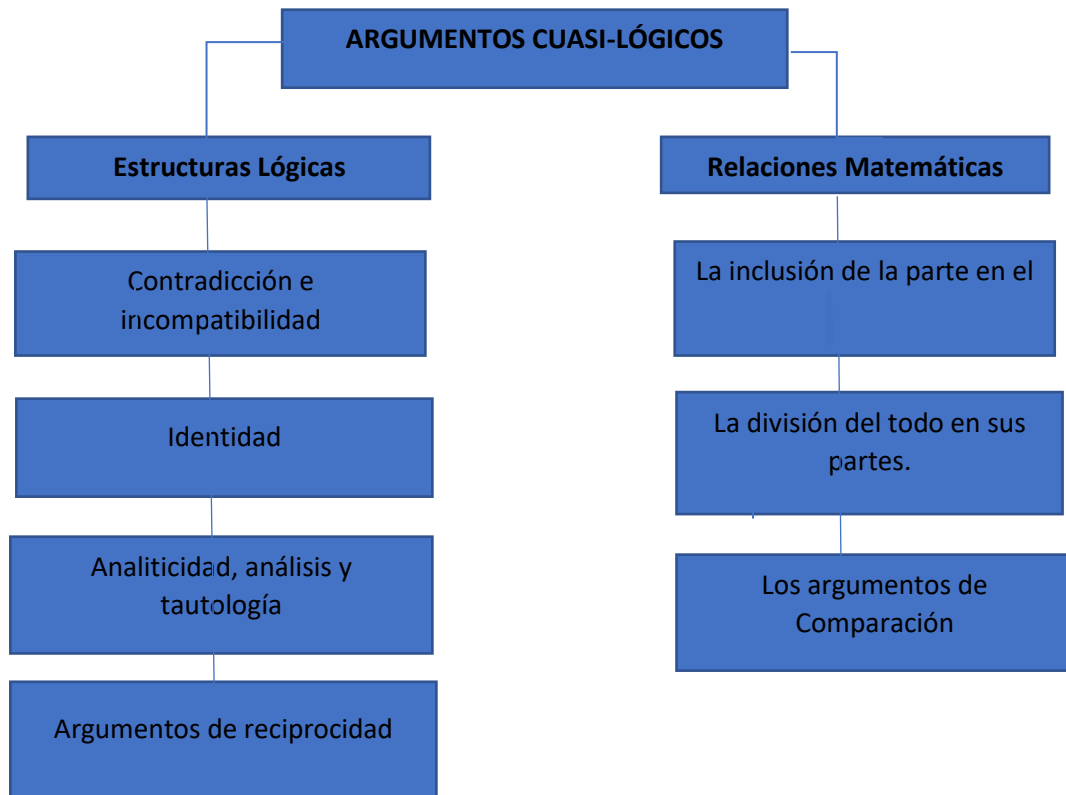 ARGUMENTOS CUASI-LÓGICOS
Estructuras Lógicas
Contradicción e
incompatibilidad
Identidad
Analiticidad, análisis y
tautología
Argumentos de reciprocidad
Relaciones Matemáticas
La inclusión de la parte en el
La división del todo en sus
partes.
Los argumentos de
Comparación